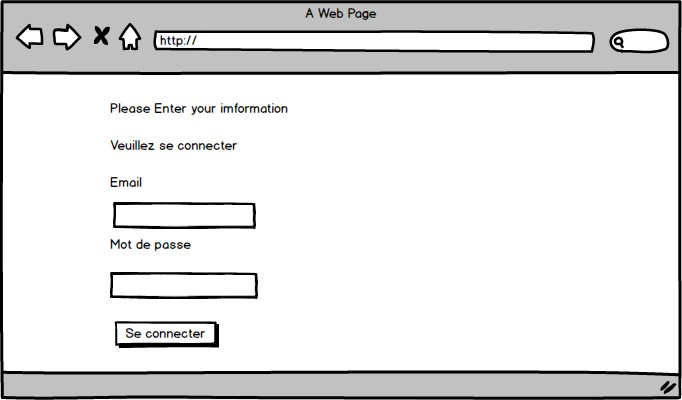 A Web Page
http://
Please Enter your imformation
Veuillez se connecter
Email
Mot de passe
Se connecter